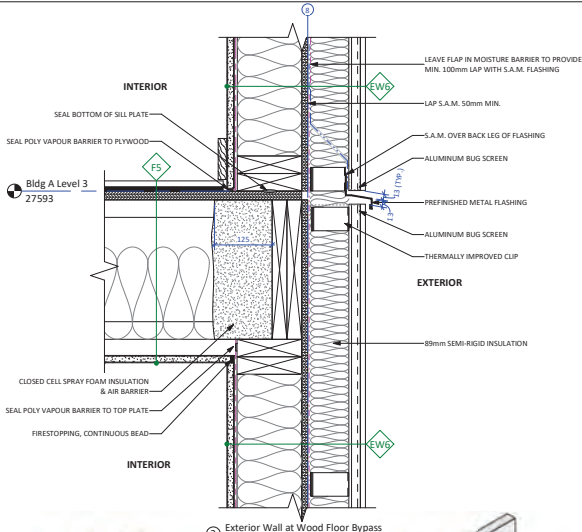 8
LEAVE FLAP IN MOISTURE BARRIER TO PROVIDE
MIN. 100mm LAP WITH S.A.M. FLASHING
INTERIOR
EW6
SEAL BOTTOM OF SILL PLATE
LAP S.A.M. 50mm MIN.
SEAL POLY VAPOUR BARRIER TO PLYWOOD
S.A.M. OVER BACK LEG OF FLASHING
ALUMINUM BUG SCREEN
F5
Bldg A Level 3
27593
13 (TYP.)
PREFINISHED METAL FLASHING
13
ALUMINUM BUG SCREEN
125
THERMALLY IMPROVED CLIP
EXTERIOR
89mm SEMI-RIGID INSULATION
CLOSED CELL SPRAY FOAM INSULATION
& AIR BARRIER
SEAL POLY VAPOUR BARRIER TO TOP PLATE
FIRESTOPPING, CONTINUOUS BEAD
EW6
INTERIOR
Exterior Wall at Wood Floor Bypass